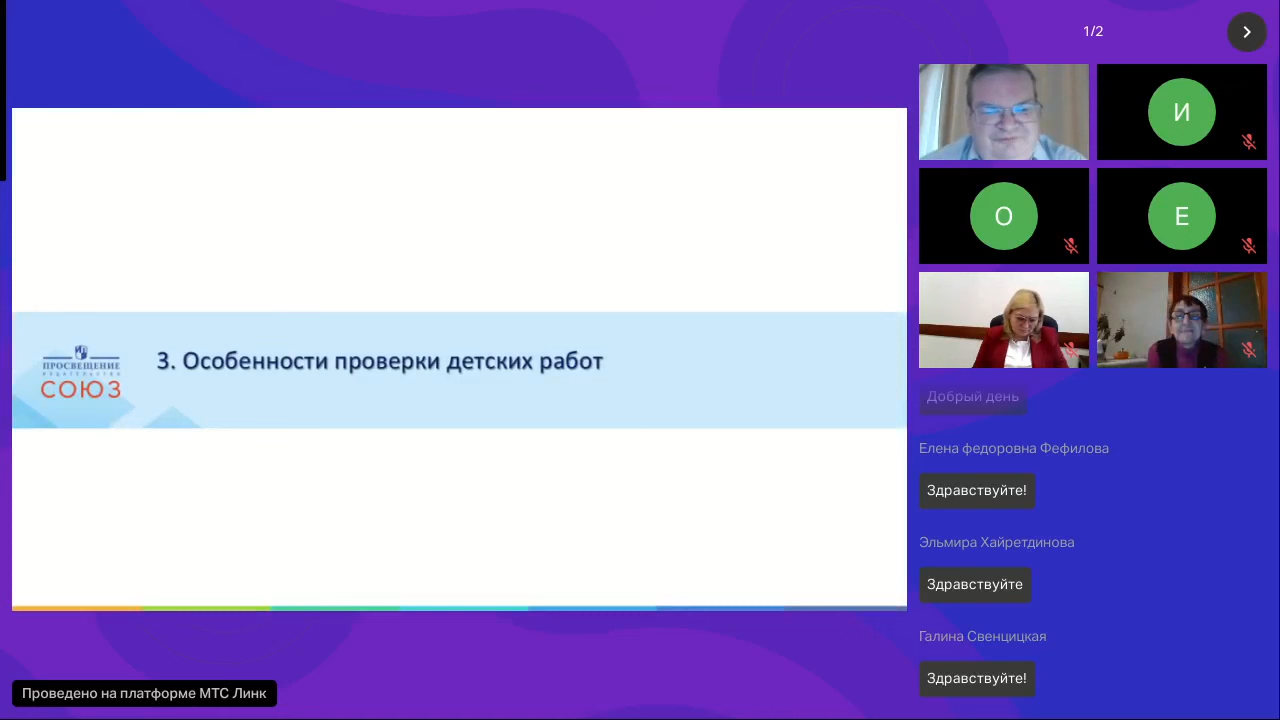 1/2
И
О
Е
ПРОСВЕЩЕНИЕ
ИЗДАТЕЛЬСТВО
СОЮЗ
3. Особенности проверки детских работ
Добрый день
Елена федоровна Фефилова
Здравствуйте!
Эльмира Хайретдинова
Здравствуйте
Галина Свенцицкая
Здравствуйте!
Проведено на платформе МТС Линк